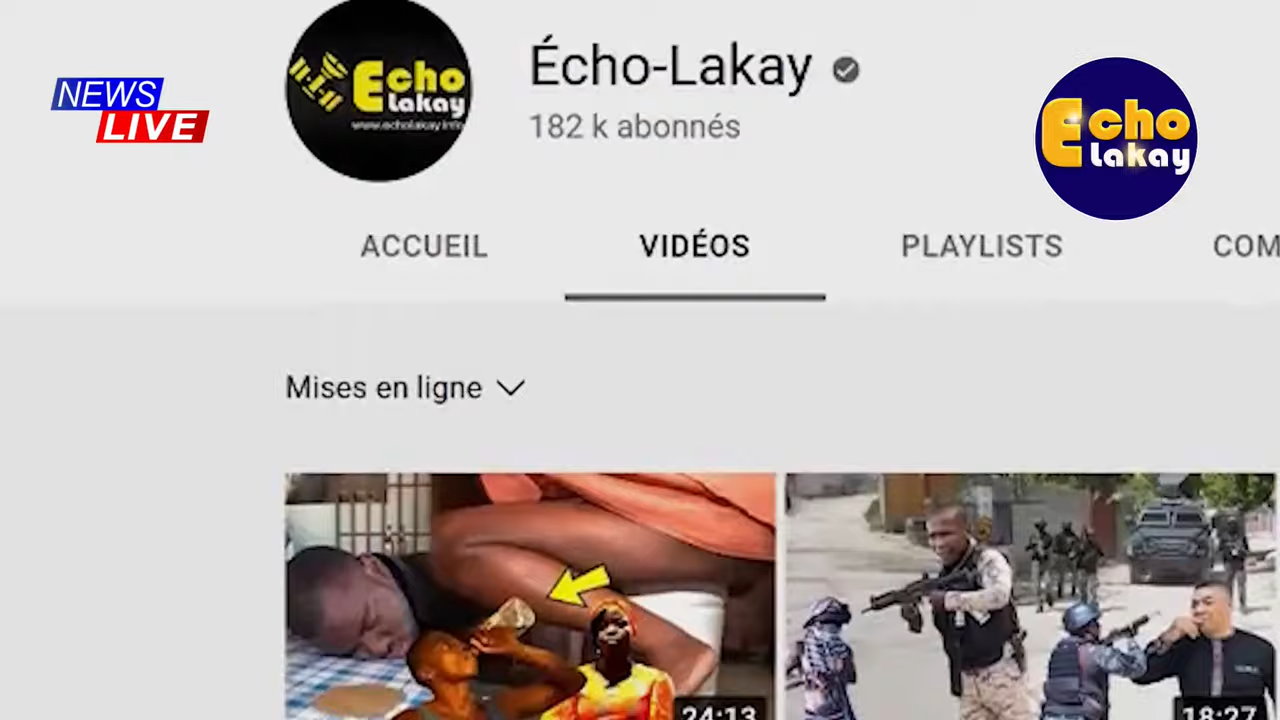 NEWS
LIVE
Echo
Lakay
www.echolakay.info
Écho-Lakay
182 k abonnés
Echo
Lakay
ACCUEIL
VIDÉOS
PLAYLISTS
COM
Mises en ligne
24:13
18:27